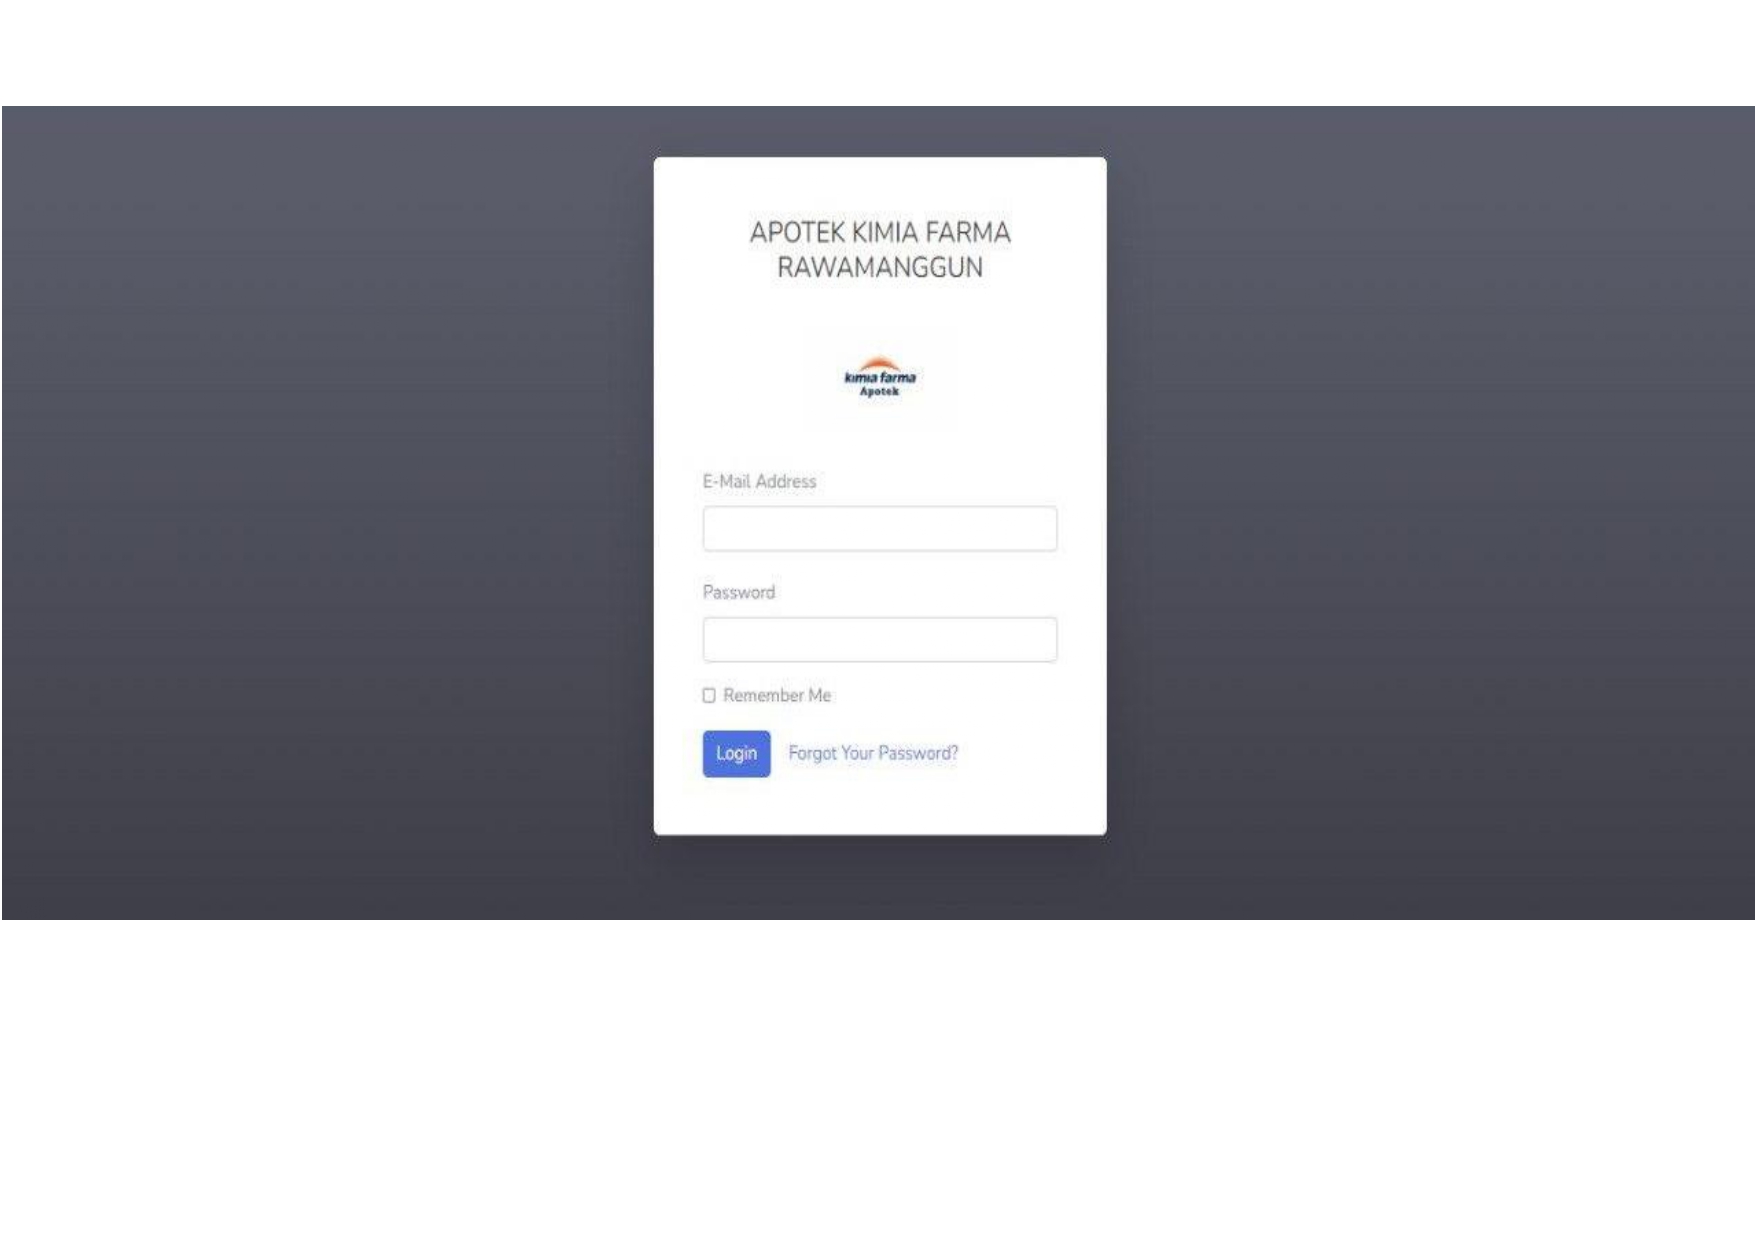 APOTEK KIMIA FARMA
RAWAMANGGUN
kimia farma
Apotek
E-Mail Address
Password
Remember Me
Login Forgot Your Password?